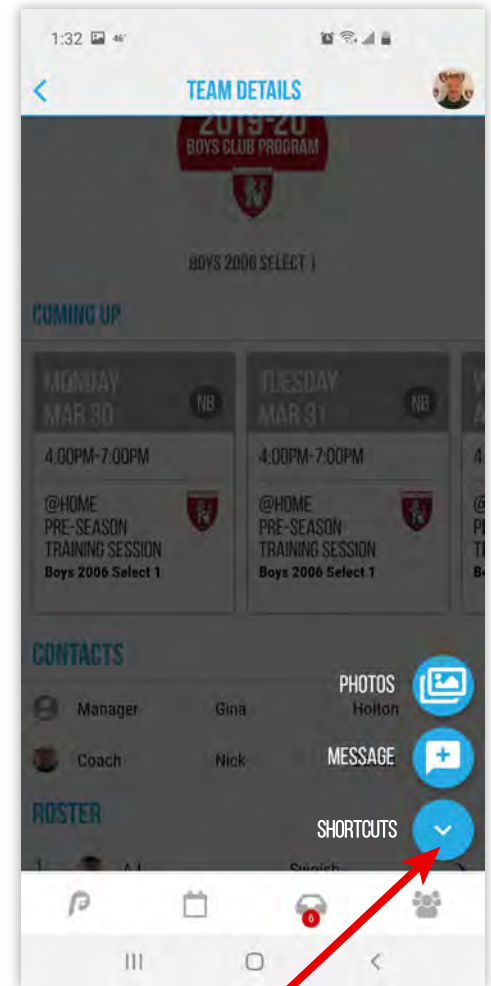 1:32 46°
TEAM DETAILS
2019-20
BOYS CLUB PROGRAM
N
BOYS 2006 SELECT 1
COMING UP
MONDAY
MAR 30
NB
TUESDAY
MAR 31
NB
4:00PM-7:00PM
4:00PM-7:00PM
4
@HOME
PRE-SEASON
TRAINING SESSION
Boys 2006 Select 1
@HOME
PRE-SEASON
TRAINING SESSION
Boys 2006 Select 1
CONTACTS
PHOTOS
Manager Gina Holton
Coach Nick
MESSAGE
ROSTER
SHORTCUTS
6